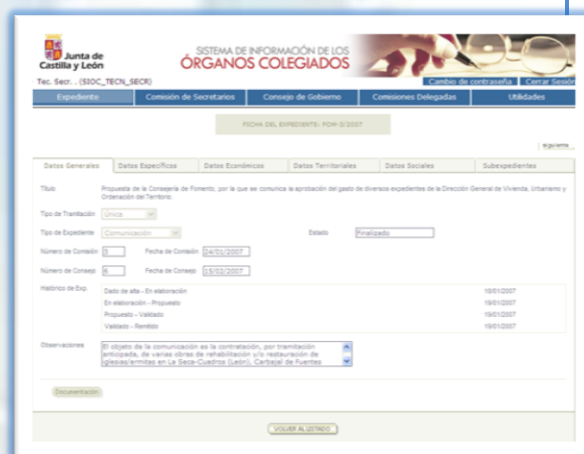 Junta de
Castilla y León
SISTEMA DE INFORMACIÓN DE LOS
ÓRGANOS COLEGIADOS
Tec. Secr. . (SIOC_TECN_SECR)
Cambio de contraseña | Cerrar Sesión
Expediente Comisión de Secretarios Consejo de Gobierno Comisiones Delegadas Utilidades
FICHA DEL EXPEDIENTE: FOM-3/2007
siguiente
Datos Generales Datos Específicos Datos Económicos Datos Territoriales Datos Sociales Subexpedientes
Título Propuesta de la Consejería de Fomento, por la que se comunica la aprobación del gasto de diversos expedientes de la Dirección General de Vivienda, Urbanismo y
Ordenación del Territorio.
Tipo de Tramitación Única
Tipo de Expediente Comunicación Estado Finalizado
Número de Comisión 3 Fecha de Comisión 24/01/2007
Número de Consejo 6 Fecha de Consejo 15/02/2007
Histórico de Exp. Dado de alta - En elaboración 19/01/2007
En elaboración - Propuesto 19/01/2007
Propuesto - Validado 19/01/2007
Validado - Remitido 19/01/2007
Observaciones El objeto de la comunicación es la contratación, por tramitación
anticipada, de varias obras de rehabilitación y/o restauración de
iglesias/ermitas en La Seca-Cuadros (León), Carbajal de Fuentes
Documentación
VOLVER AL LISTADO